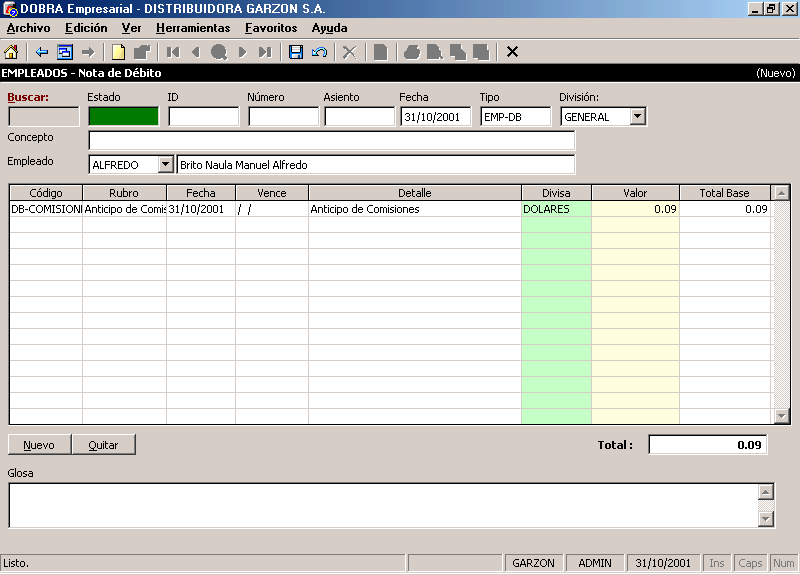 DOBRA Empresarial - DISTRIBUIDORA GARZON S.A.
Archivo Edición Ver Herramientas Favoritos Ayuda
EMPLEADOS - Nota de Débito (Nuevo)
Buscar: Estado ID Número Asiento Fecha Tipo División:
31/10/2001 EMP-DB GENERAL
Concepto
Empleado ALFREDO Brito Naula Manuel Alfredo
Código Rubro Fecha Vence Detalle Divisa Valor Total Base
DB-COMISION Anticipo de Comis 31/10/2001 / / Anticipo de Comisiones DOLARES 0.09 0.09
Nuevo Quitar Total : 0.09
Glosa
Listo. GARZON ADMIN 31/10/2001 Ins Caps Num